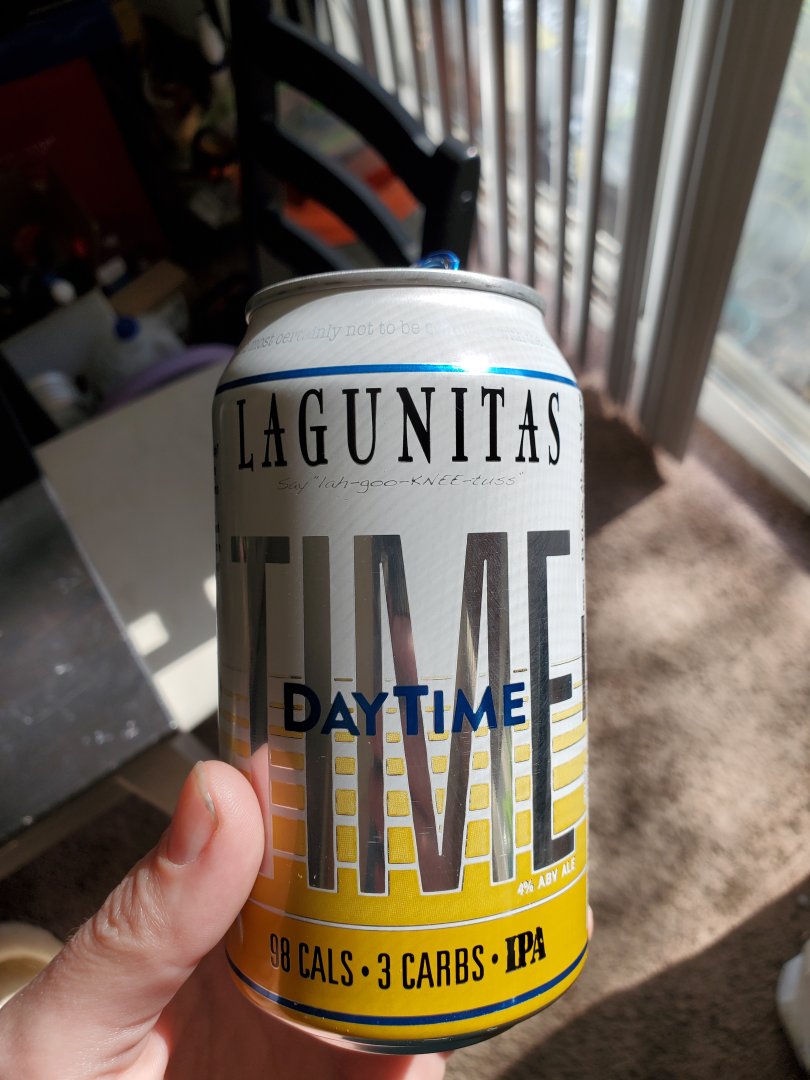 most certainly not to be
LAGUNITAS
Say "lah-goo-KNEE-tuss"
TIME
DAYTIME
4% ABV ALE
98 CALS • 3 CARBS • IPA